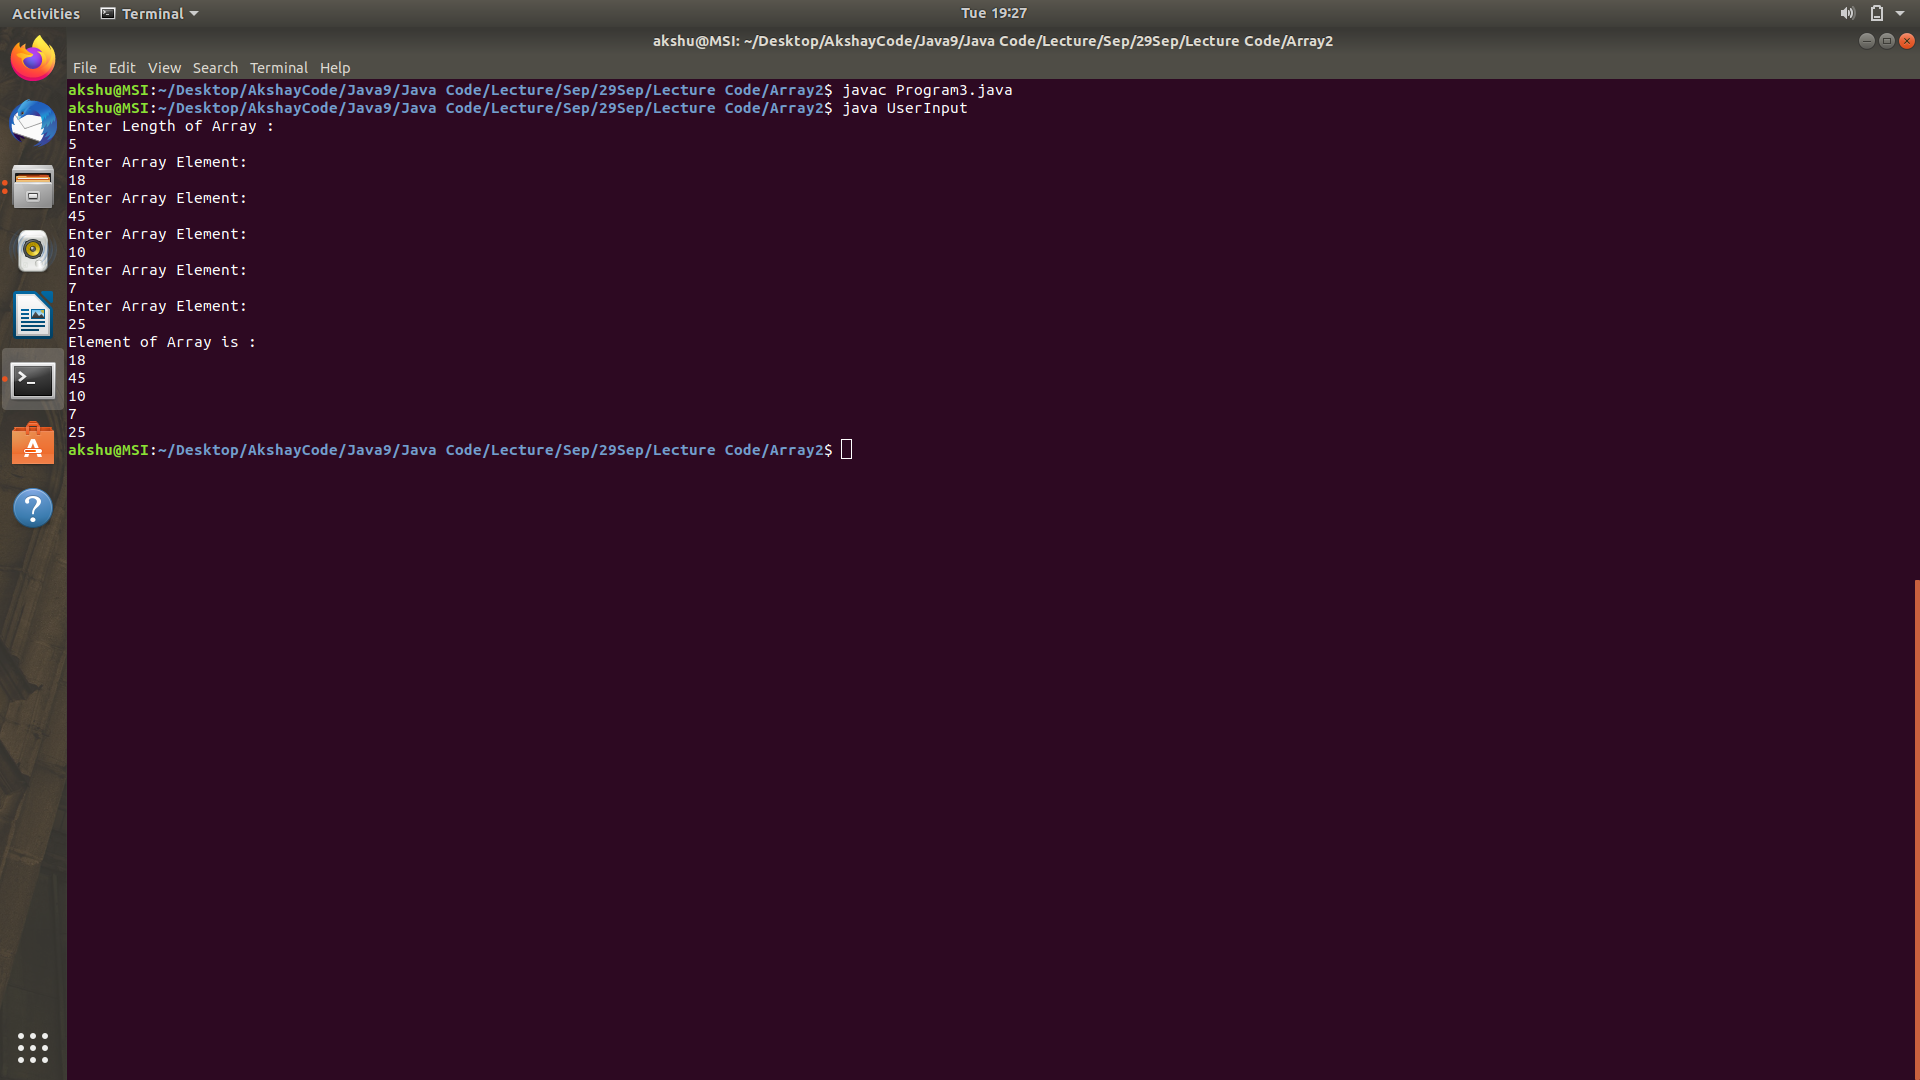 Activities Terminal Tue 19:27
akshu@MSI: ~/Desktop/AkshayCode/Java9/Java Code/Lecture/Sep/29Sep/Lecture Code/Array2
File Edit View Search Terminal Help
akshu@MSI:~/Desktop/AkshayCode/Java9/Java Code/Lecture/Sep/29Sep/Lecture Code/Array2$ javac Program3.java
akshu@MSI:~/Desktop/AkshayCode/Java9/Java Code/Lecture/Sep/29Sep/Lecture Code/Array2$ java UserInput
Enter Length of Array :
5
Enter Array Element:
18
Enter Array Element:
45
Enter Array Element:
10
Enter Array Element:
7
Enter Array Element:
25
Element of Array is :
18
45
10
7
25
akshu@MSI:~/Desktop/AkshayCode/Java9/Java Code/Lecture/Sep/29Sep/Lecture Code/Array2$